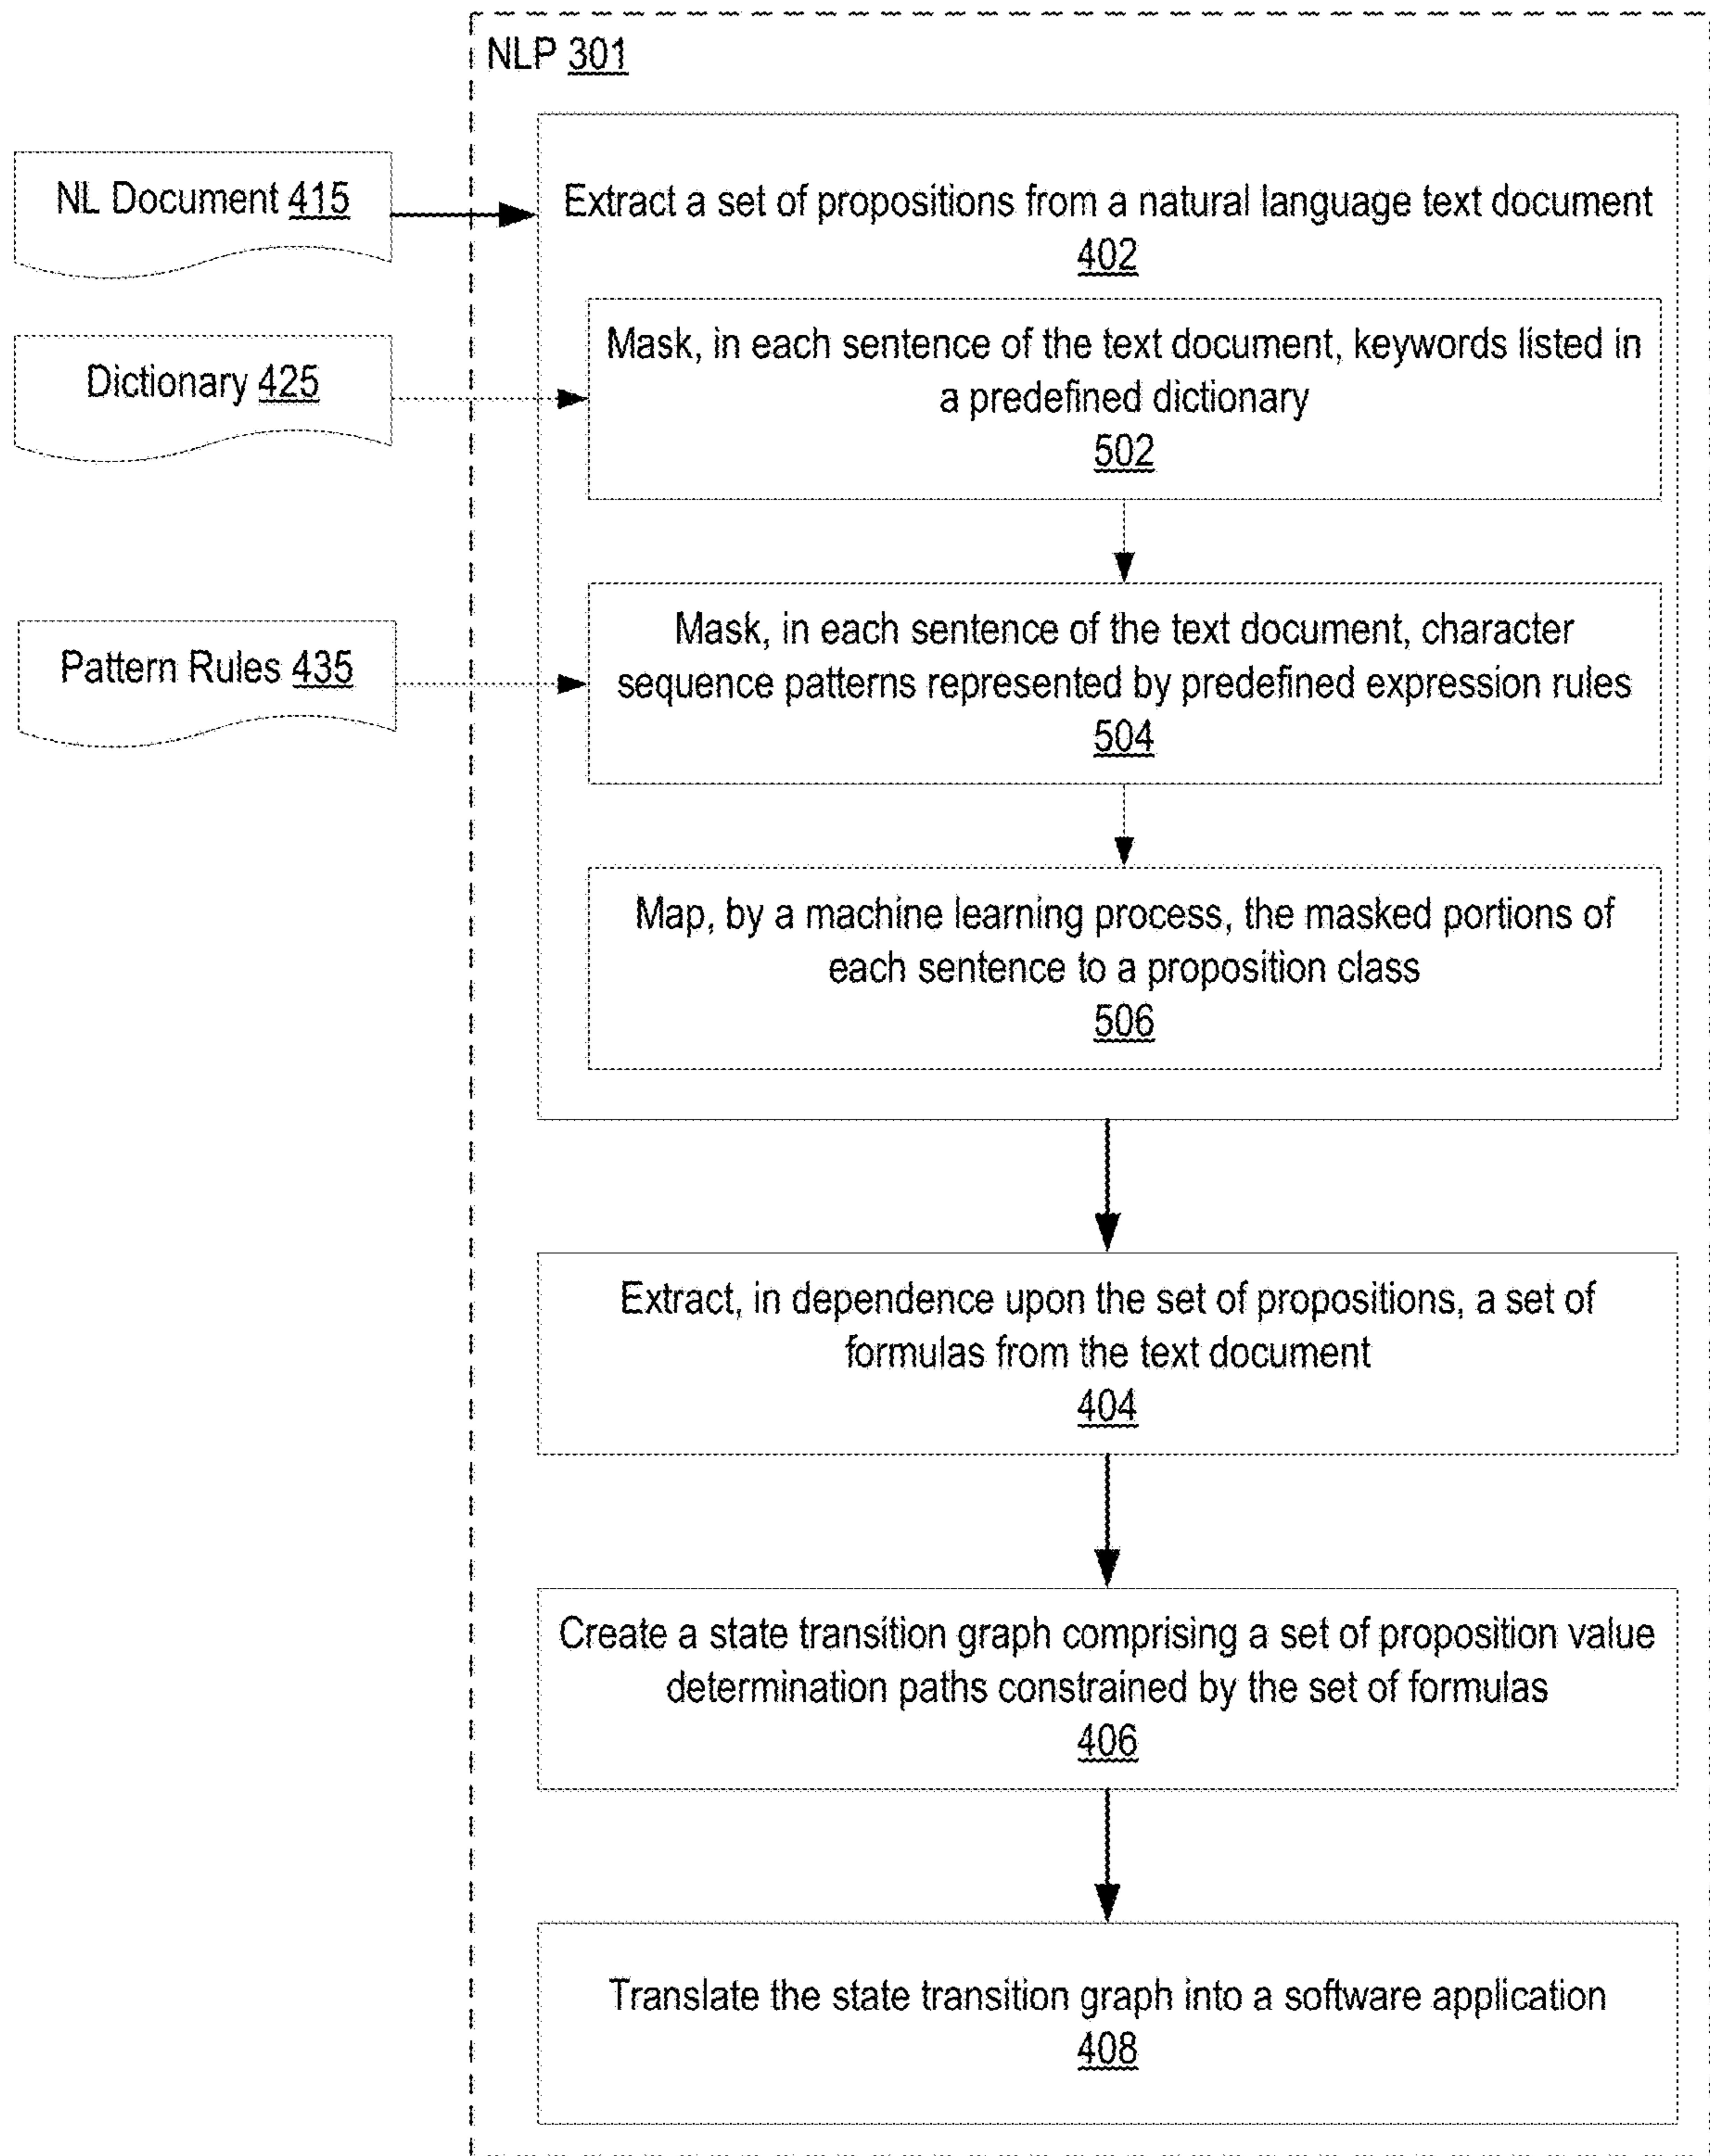 NLP 301
NL Document 415
Extract a set of propositions from a natural language text document
402
Dictionary 425
Mask, in each sentence of the text document, keywords listed in
a predefined dictionary
502
Pattern Rules 435
Mask, in each sentence of the text document, character
sequence patterns represented by predefined expression rules
504
Map, by a machine learning process, the masked portions of
each sentence to a proposition class
506
Extract, in dependence upon the set of propositions, a set of
formulas from the text document
404
Create a state transition graph comprising a set of proposition value
determination paths constrained by the set of formulas
406
Translate the state transition graph into a software application
408